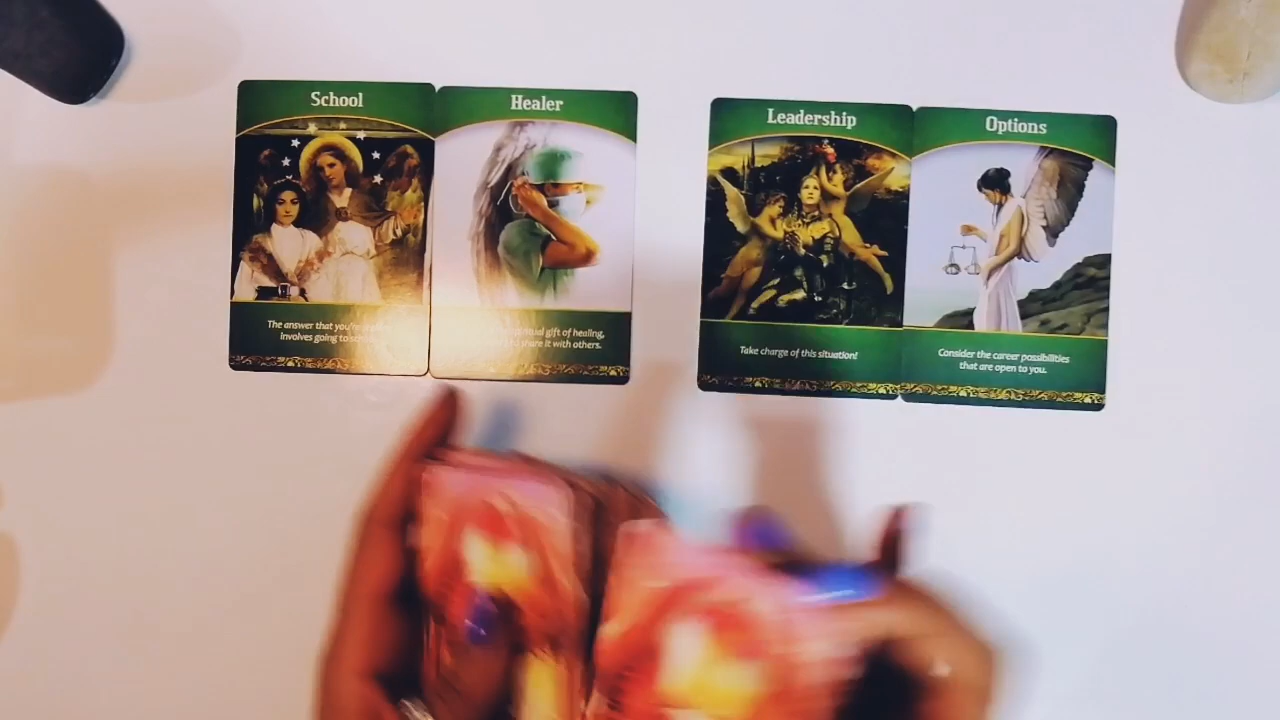 School
The answer that you're
involves going to
Healer
spiritual gift of healing,
to share it with others.
Leadership
Take charge of this situation!
Options
Consider the career possibilities
that are open to you.